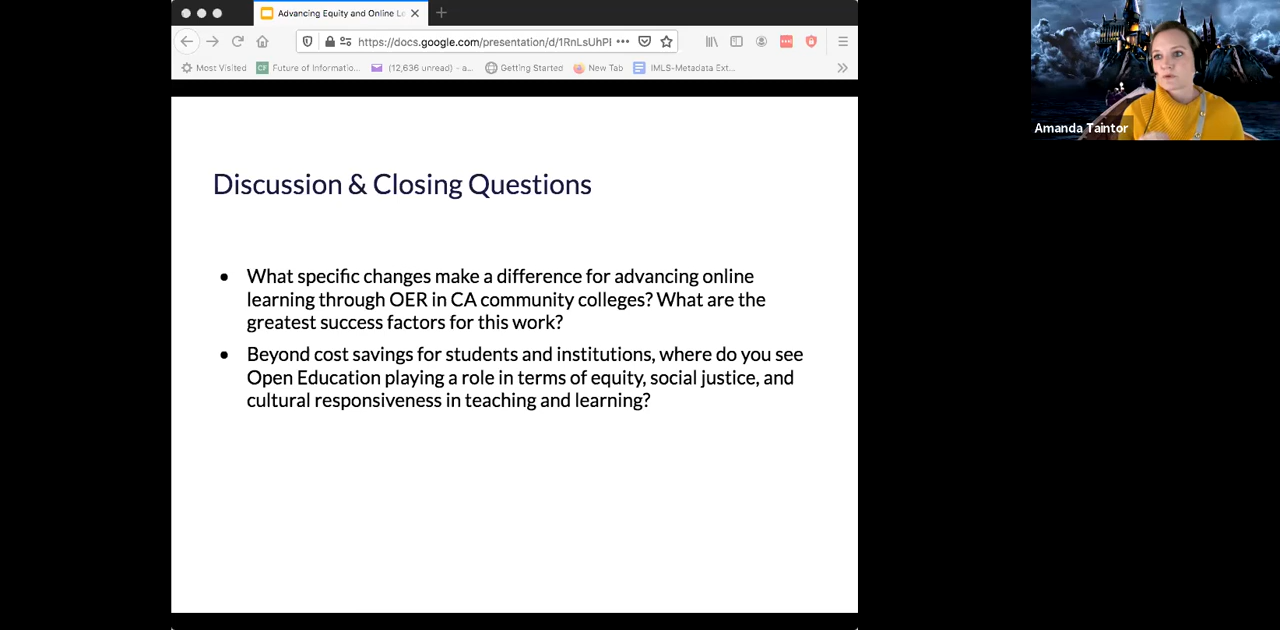 Advancing Equity and Online Le
https://docs.google.com/presentation/d/1RnLsUhPI
Most Visited
Future of Informatio...
(12,636 unread) - a...
Getting Started
New Tab
IMLS-Metadata Ext...
Amanda Taintor
Discussion & Closing Questions
What specific changes make a difference for advancing online
learning through OER in CA community colleges? What are the
greatest success factors for this work?
Beyond cost savings for students and institutions, where do you see
Open Education playing a role in terms of equity, social justice, and
cultural responsiveness in teaching and learning?